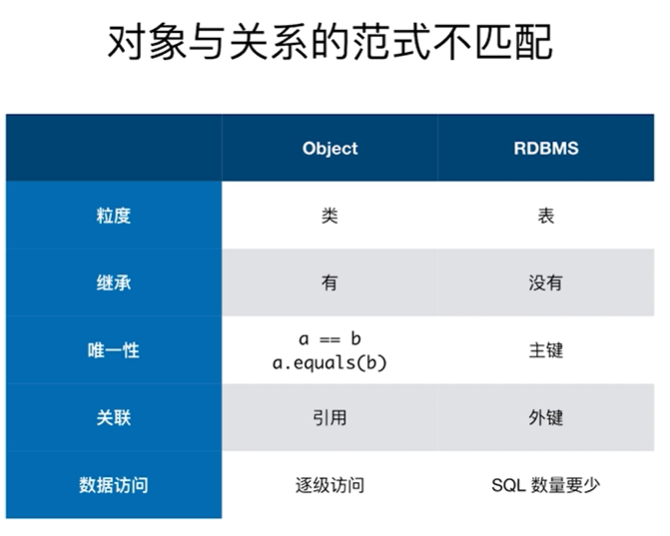 对象与关系的范式不匹配
Object RDBMS
粒度 类 表
继承 有 没有
唯一性 a == b
a.equals(b) 主键
关联 引用 外键
数据访问 逐级访问 SQL 数量要少